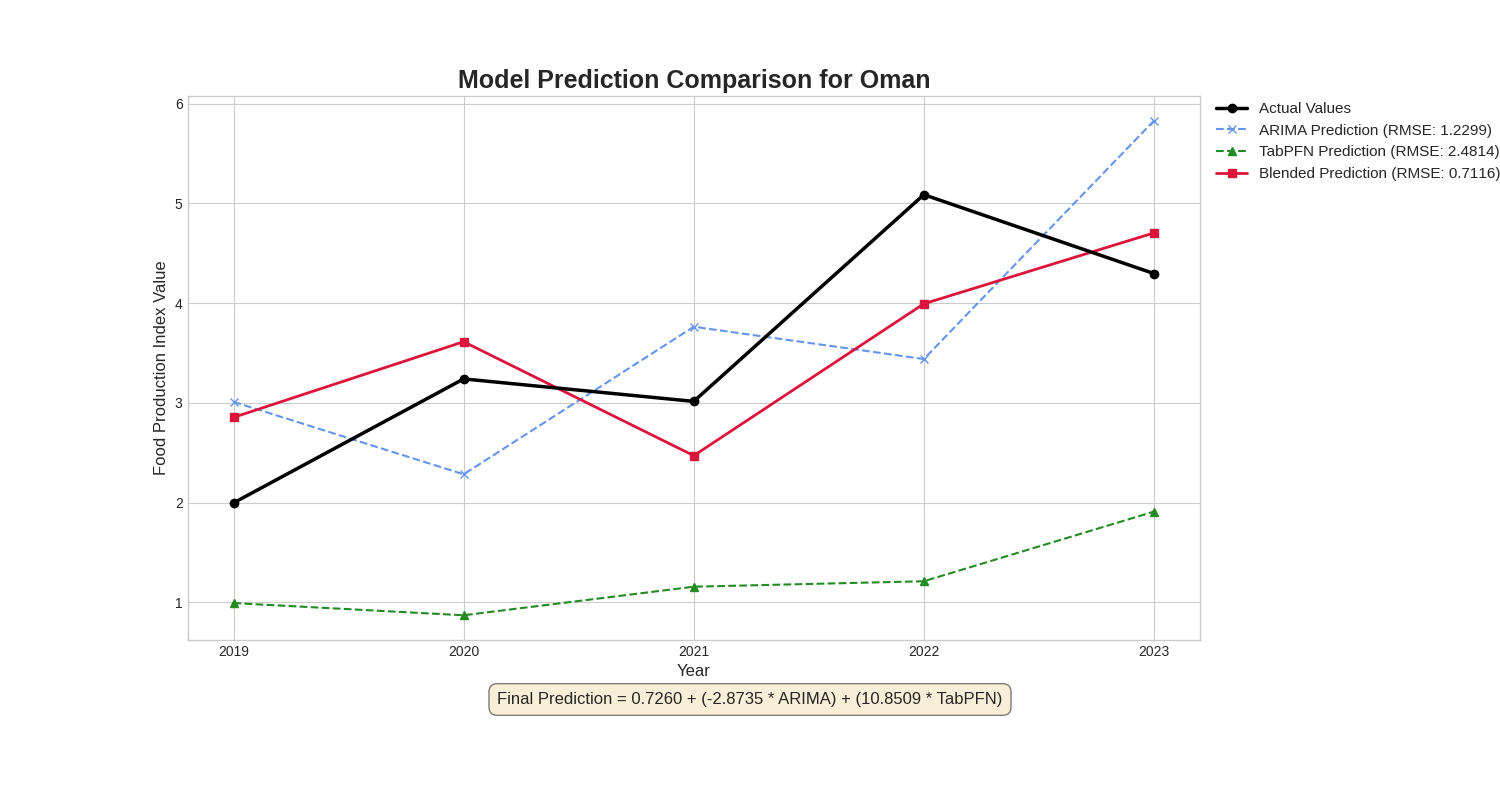 Model Prediction Comparison for Oman
Actual Values
ARIMA Prediction (RMSE: 1.2299)
TabPFN Prediction (RMSE: 2.4814)
Blended Prediction (RMSE: 0.7116)
Food Production Index Value
6
5
4
3
2
1
2019 2020 2021 2022 2023
Year
Final Prediction = 0.7260 + (-2.8735 * ARIMA) + (10.8509 * TabPFN)